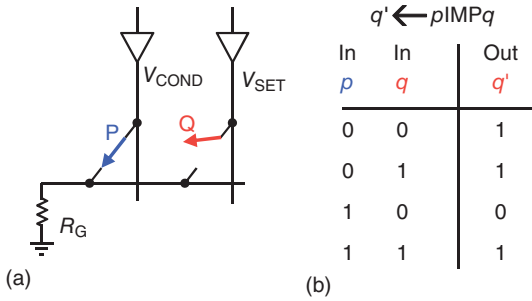 V_COND
V_SET
P
Q
R_G
(a)
q' ← pIMPq
In In Out
p q q'
0 0 1
0 1 1
1 0 0
1 1 1
(b)